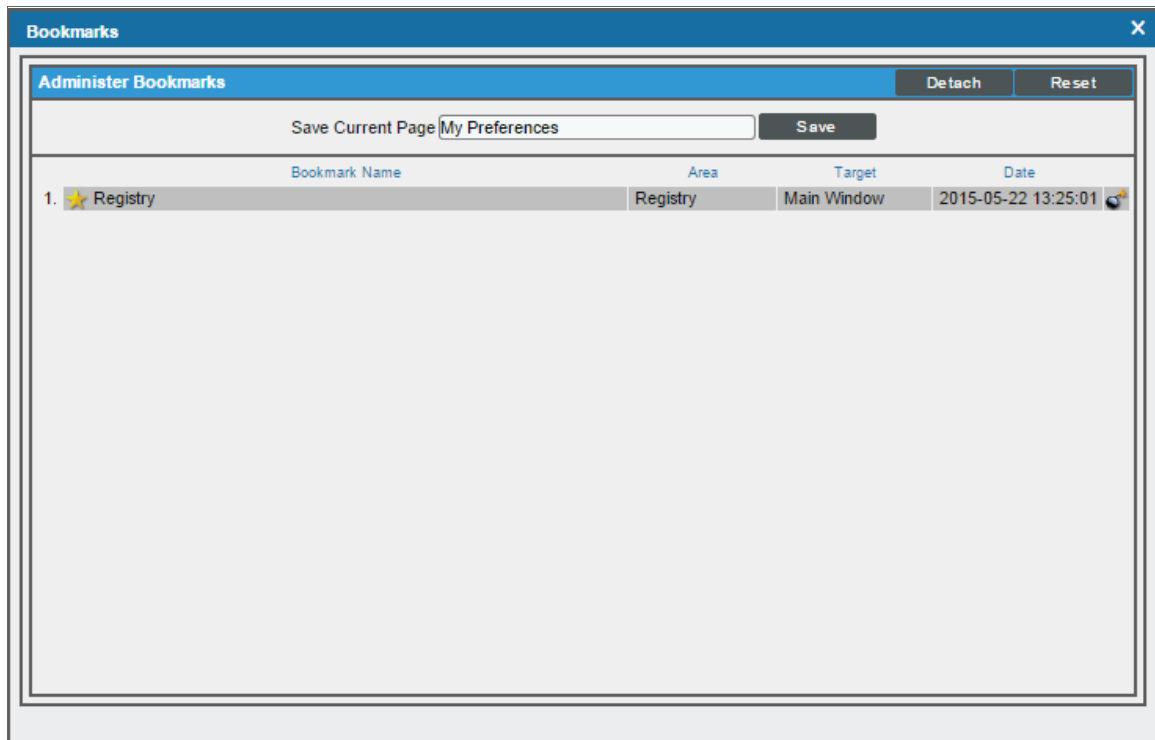 Bookmarks
Administer Bookmarks Detach Reset
Save Current Page My Preferences Save
Bookmark Name Area Target Date
1. Registry Registry Main Window 2015-05-22 13:25:01